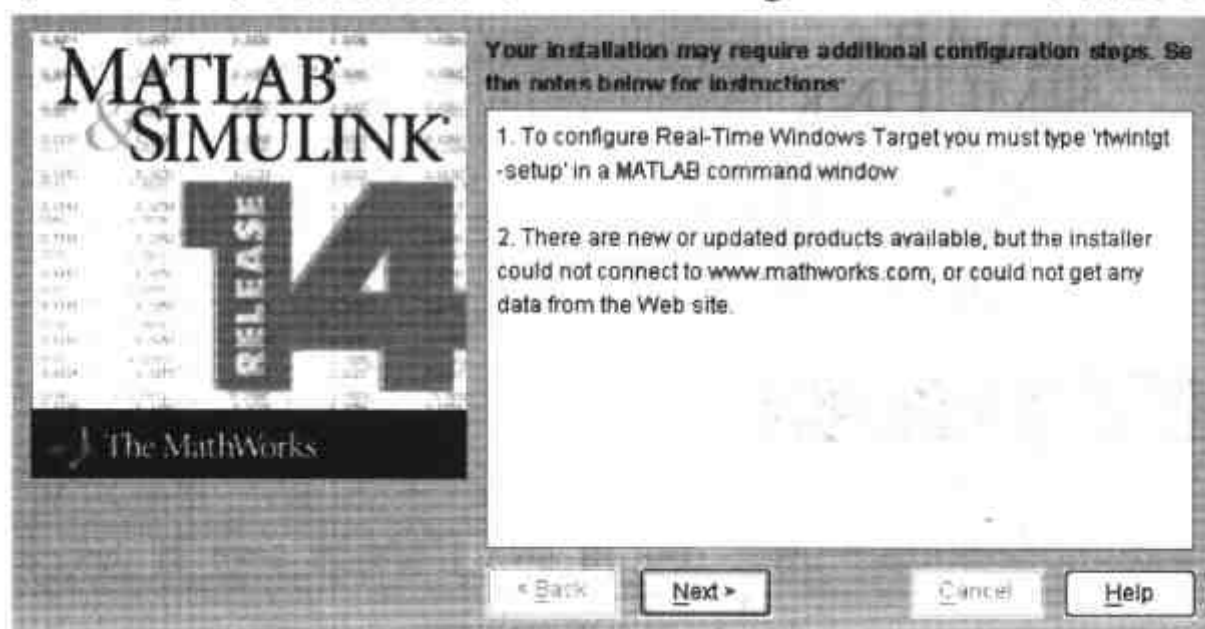 MATLAB
& SIMULINK
RELEASE
14
The MathWorks
Your installation may require additional configuration steps. Se
the notes below for instructions:
1. To configure Real-Time Windows Target you must type 'rtwintgt
-setup' in a MATLAB command window
2. There are new or updated products available, but the installer
could not connect to www.mathworks.com, or could not get any
data from the Web site.
< Back
Next >
Cancel
Help